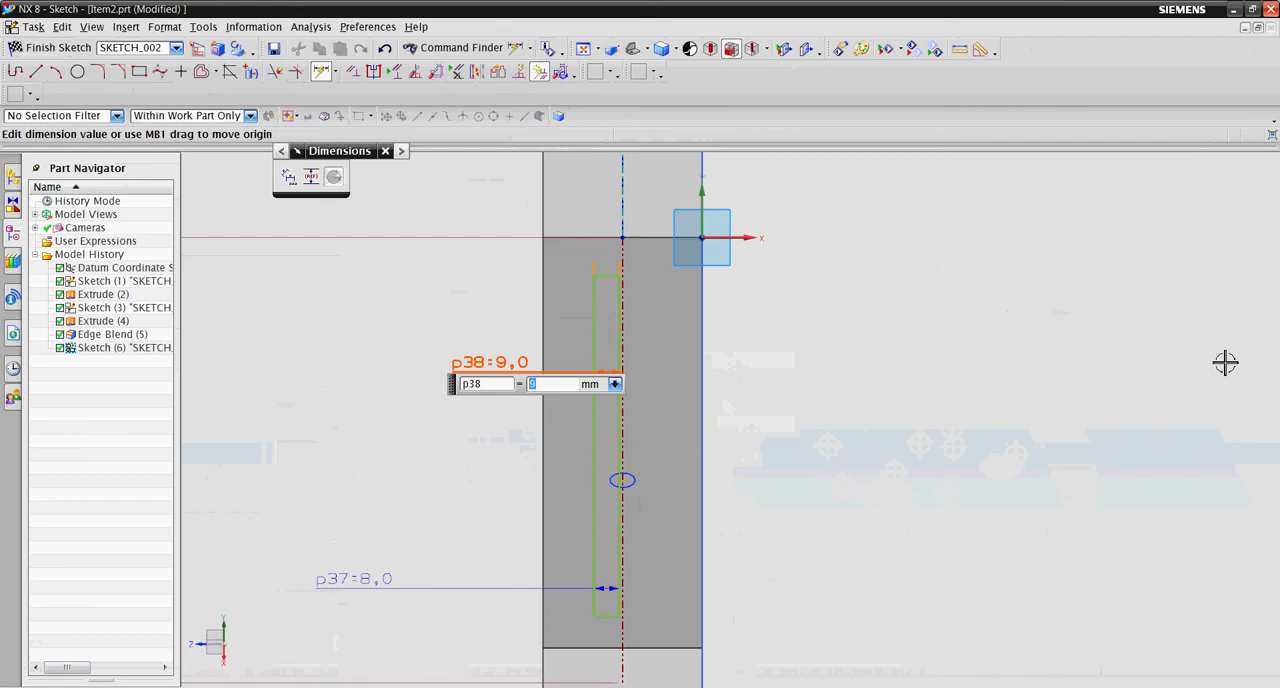 NX 8 - Sketch - [Item2.prt (Modified) ]
SIEMENS
Task Edit View Insert Format Tools Information Analysis Preferences Help
Finish Sketch SKETCH_002 Command Finder
No Selection Filter Within Work Part Only
Edit dimension value or use MB1 drag to move origin
Dimensions
Part Navigator
Name
History Mode
Model Views
Cameras
User Expressions
Model History
Datum Coordinate S
Sketch (1) "SKETCH_
Extrude (2)
Sketch (3) "SKETCH_
Extrude (4)
Edge Blend (5)
Sketch (6) "SKETCH_
X
p38:9,0
p38 = 9 mm
p37=8,0
Y
Z
X